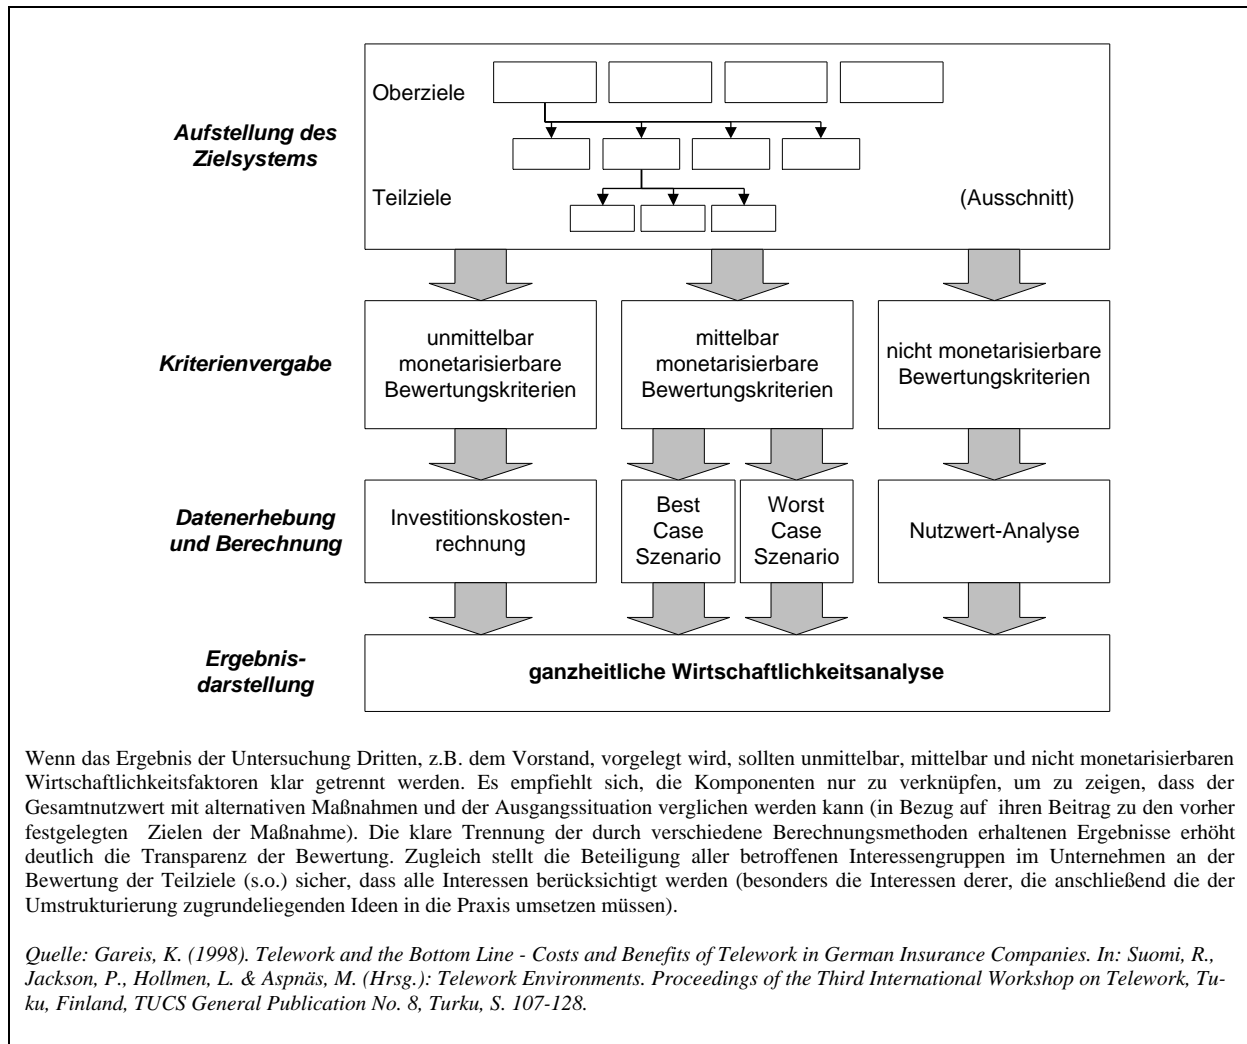 Oberziele
Aufstellung des
Zielsystems
Teilziele
(Ausschnitt)
Kriterienvergabe
unmittelbar
monetarisierbare
Bewertungskriterien
mittelbar
monetarisierbare
Bewertungskriterien
nicht monetarisierbare
Bewertungskriterien
Datenerhebung
und Berechnung
Investitionskosten-
rechnung
Best
Case
Szenario
Worst
Case
Szenario
Nutzwert-Analyse
Ergebnis-
darstellung
ganzheitliche Wirtschaftlichkeitsanalyse
Wenn das Ergebnis der Untersuchung Dritten, z.B. dem Vorstand, vorgelegt wird, sollten unmittelbar, mittelbar und nicht monetarisierbaren
Wirtschaftlichkeitsfaktoren klar getrennt werden. Es empfiehlt sich, die Komponenten nur zu verknüpfen, um zu zeigen, dass der
Gesamtnutzwert mit alternativen Maßnahmen und der Ausgangssituation verglichen werden kann (in Bezug auf ihren Beitrag zu den vorher
festgelegten Zielen der Maßnahme). Die klare Trennung der durch verschiedene Berechnungsmethoden erhaltenen Ergebnisse erhöht
deutlich die Transparenz der Bewertung. Zugleich stellt die Beteiligung aller betroffenen Interessengruppen im Unternehmen an der
Bewertung der Teilziele (s.o.) sicher, dass alle Interessen berücksichtigt werden (besonders die Interessen derer, die anschließend die der
Umstrukturierung zugrundeliegenden Ideen in die Praxis umsetzen müssen).
Quelle: Gareis, K. (1998). Telework and the Bottom Line - Costs and Benefits of Telework in German Insurance Companies. In: Suomi, R.,
Jackson, P., Hollmen, L. & Aspnäs, M. (Hrsg.): Telework Environments. Proceedings of the Third International Workshop on Telework, Tu-
ku, Finland, TUCS General Publication No. 8, Turku, S. 107-128.